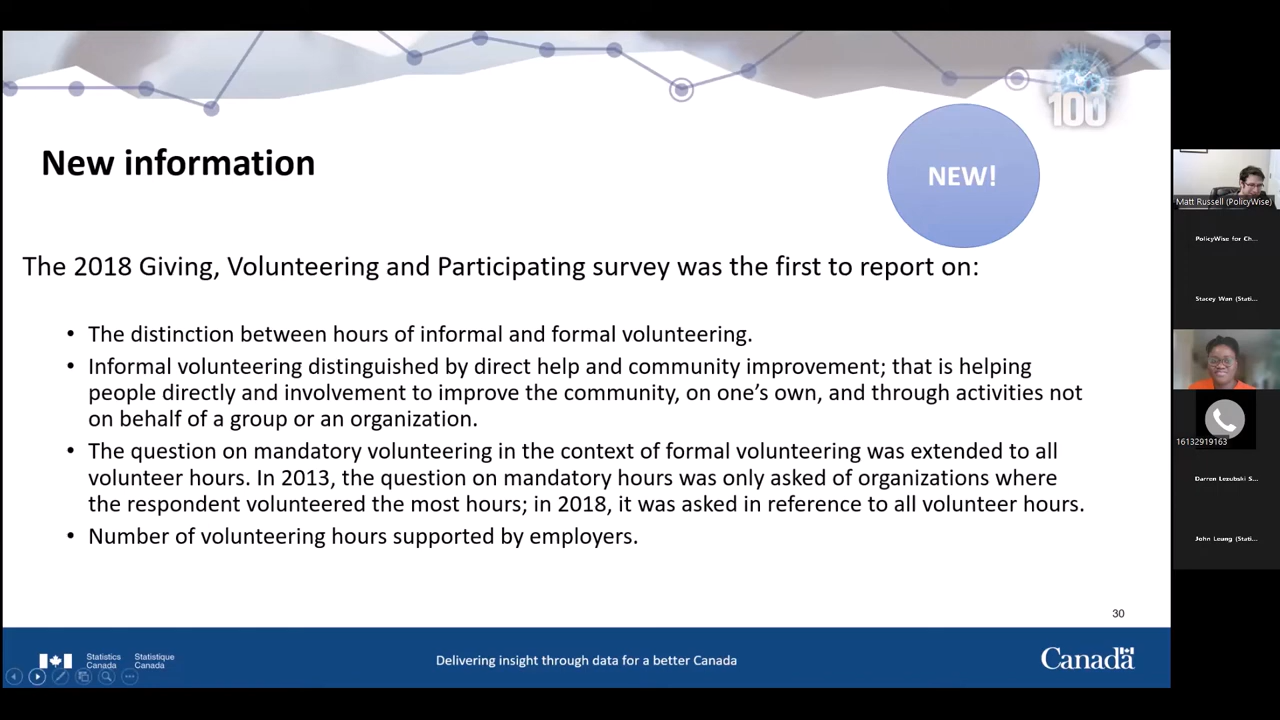 100
New information
NEW!
The 2018 Giving, Volunteering and Participating survey was the first to report on:
• The distinction between hours of informal and formal volunteering.
• Informal volunteering distinguished by direct help and community improvement; that is helping
people directly and involvement to improve the community, on one’s own, and through activities not
on behalf of a group or an organization.
• The question on mandatory volunteering in the context of formal volunteering was extended to all
volunteer hours. In 2013, the question on mandatory hours was only asked of organizations where
the respondent volunteered the most hours; in 2018, it was asked in reference to all volunteer hours.
• Number of volunteering hours supported by employers.
30
Statistics
Canada
Statistique
Canada
Delivering insight through data for a better Canada
Canada
Matt Russell (PolicyWise)
PolicyWise for Ch...
Stacey Wan (Stati...
16132919163
Darren Lezubski S...
John Leung (Stati...